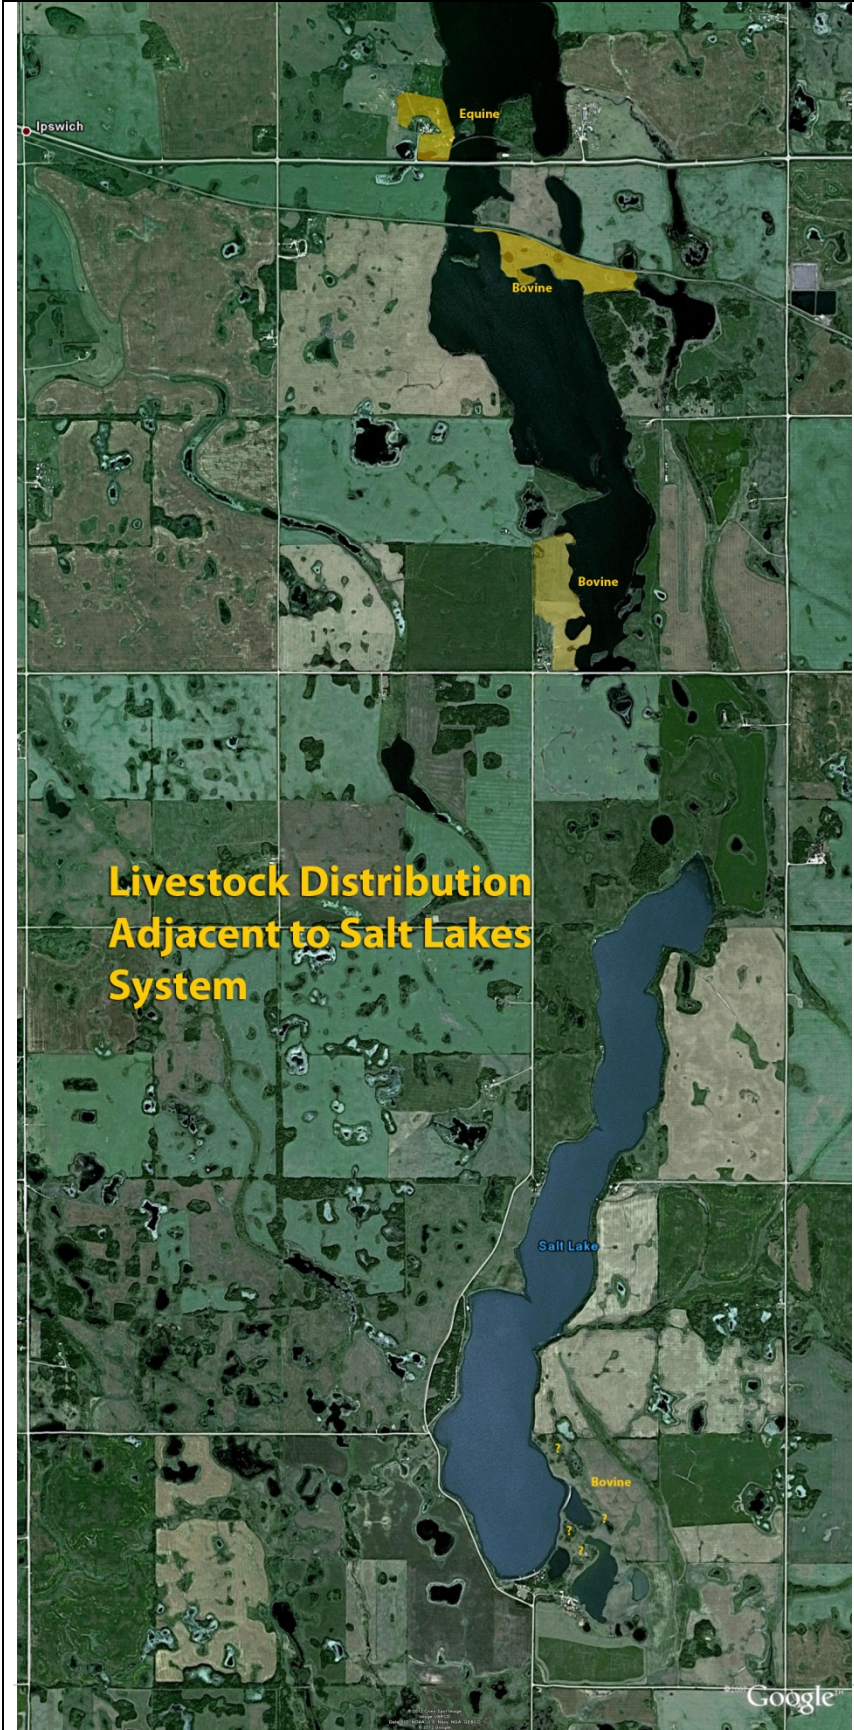 Equine
Ipswich
Bovine
Bovine
Livestock Distribution
Adjacent to Salt Lakes
System
Salt Lake
?
Bovine
?
?
?
Google